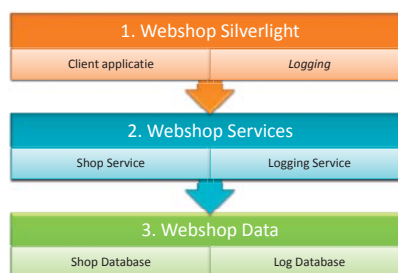 1. Webshop Silverlight
Client applicatie
Logging
2. Webshop Services
Shop Service
Logging Service
3. Webshop Data
Shop Database
Log Database